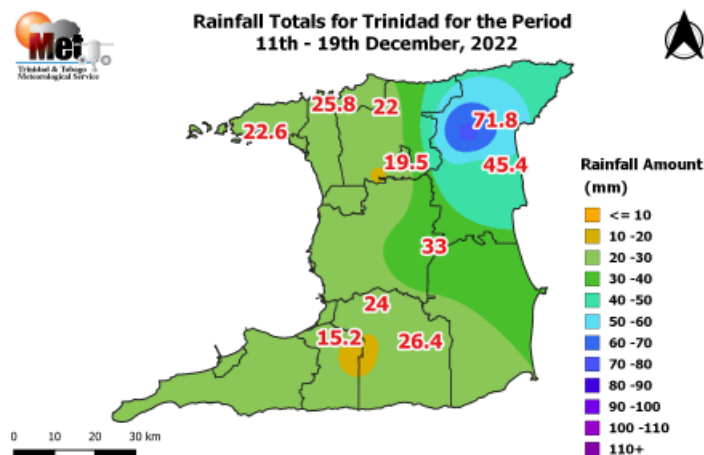 Rainfall Totals for Trinidad for the Period
11th - 19th December, 2022
Met
Trinidad & Tobago
Meteorological Service
25.8
22
22.6
71.8
19.5
45.4
33
24
15.2
26.4
Rainfall Amount
(mm)
<= 10
10 -20
20 -30
30 -40
40 -50
50 -60
60 -70
70 -80
80 -90
90 -100
100 -110
110+
0 10 20 30 km